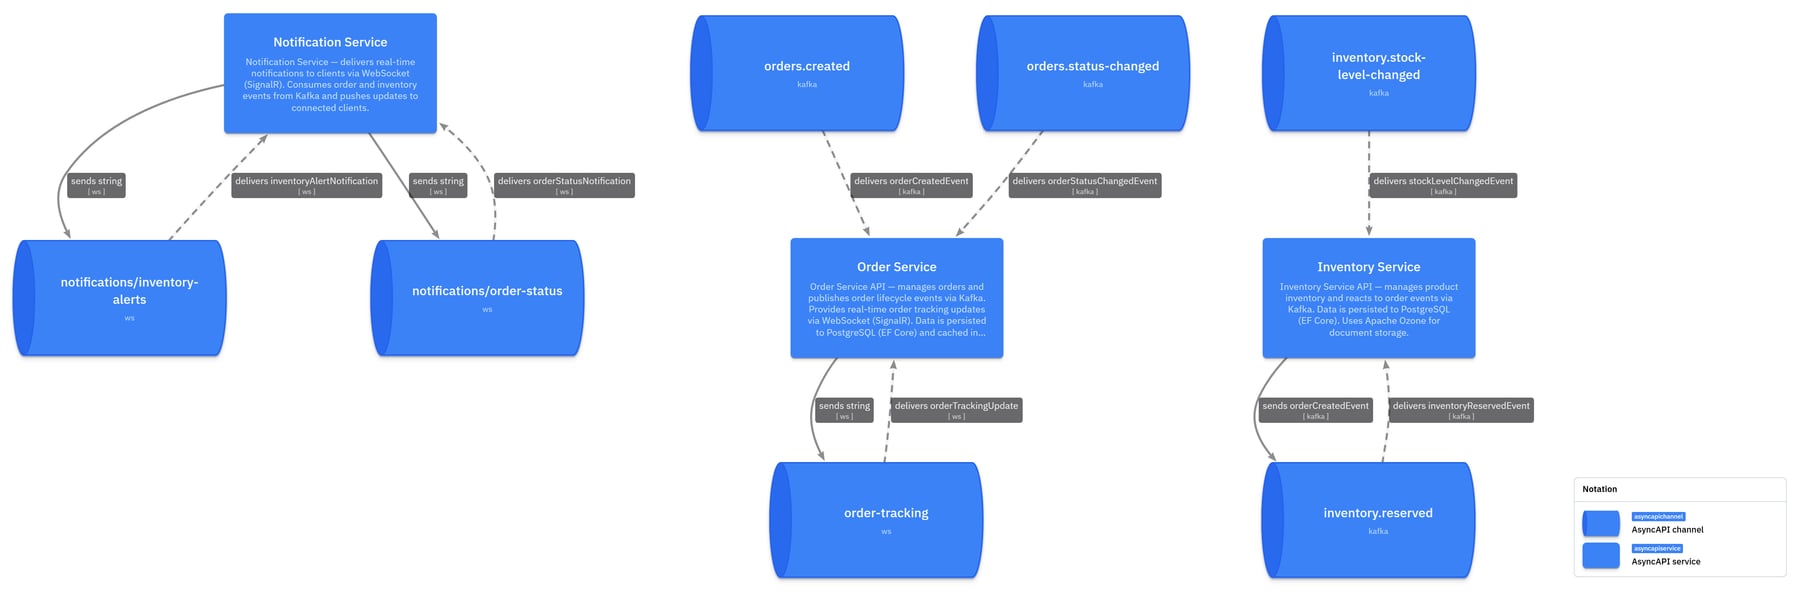 Notification Service
Notification Service — delivers real-time
notifications to clients via WebSocket
(SignalR). Consumes order and inventory
events from Kafka and pushes updates to
connected clients.
orders.created
kafka
orders.status-changed
kafka
inventory.stock-
level-changed
kafka
sends string
[ ws ]
delivers inventoryAlertNotification
[ ws ]
sends string
[ ws ]
delivers orderStatusNotification
[ ws ]
delivers orderCreatedEvent
[ kafka ]
delivers orderStatusChangedEvent
[ kafka ]
delivers stockLevelChangedEvent
[ kafka ]
notifications/inventory-
alerts
ws
notifications/order-status
ws
Order Service
Order Service API — manages orders and
publishes order lifecycle events via Kafka.
Provides real-time order tracking updates
via WebSocket (SignalR). Data is persisted
to PostgreSQL (EF Core) and cached in...
Inventory Service
Inventory Service API — manages product
inventory and reacts to order events via
Kafka. Data is persisted to PostgreSQL
(EF Core). Uses Apache Ozone for
document storage.
sends string
[ ws ]
delivers orderTrackingUpdate
[ ws ]
sends orderCreatedEvent
[ kafka ]
delivers inventoryReservedEvent
[ kafka ]
order-tracking
ws
inventory.reserved
kafka
Notation
asyncapichannel
AsyncAPI channel
asyncapiservice
AsyncAPI service